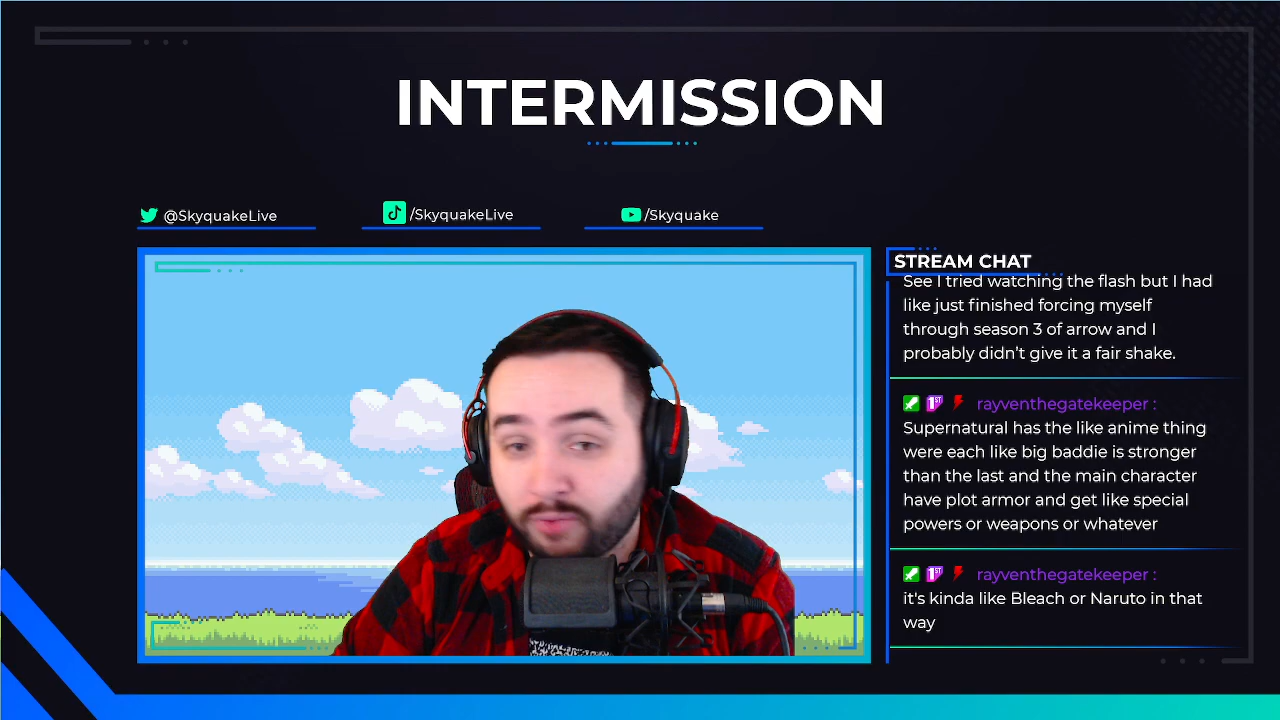 INTERMISSION
@SkyquakeLive
/SkyquakeLive
/Skyquake
STREAM CHAT
See I tried watching the flash but I had
like just finished forcing myself
through season 3 of arrow and I
probably didn't give it a fair shake.
1ST rayventhegatekeeper :
Supernatural has the like anime thing
were each like big baddie is stronger
than the last and the main character
have plot armor and get like special
powers or weapons or whatever
1ST rayventhegatekeeper :
it's kinda like Bleach or Naruto in that
way